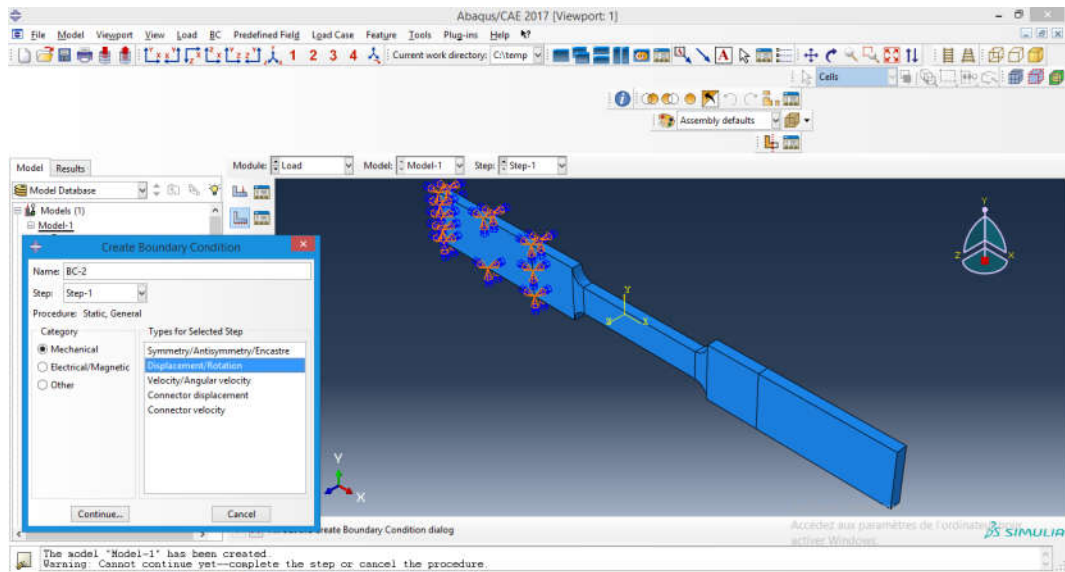 Abaqus/CAE 2017 [Viewport: 1]
File Model Viewport View Load BC Predefined Field Load Case Feature Tools Plug-ins Help
1 2 3 4 Current work directory: C:\temp
Cells
Assembly defaults
Model Results Module: Load Model: Model-1 Step: Step-1
Model Database
Models (1)
Model-1
Create Boundary Condition
Name: BC-2
Step: Step-1
Procedure: Static, General
Category Types for Selected Step
Mechanical Symmetry/Antisymmetry/Encastre
Electrical/Magnetic Displacement/Rotation
Other Velocity/Angular velocity
Connector displacement
Connector velocity
Continue... Cancel
Y
Z X
Y
X
Y
X
Create Boundary Condition dialog
Accédez aux paramètres de l'ordinateur pour
activer Windows.
SIMULIA
The model "Model-1" has been created.
Warning: Cannot continue yet--complete the step or cancel the procedure.